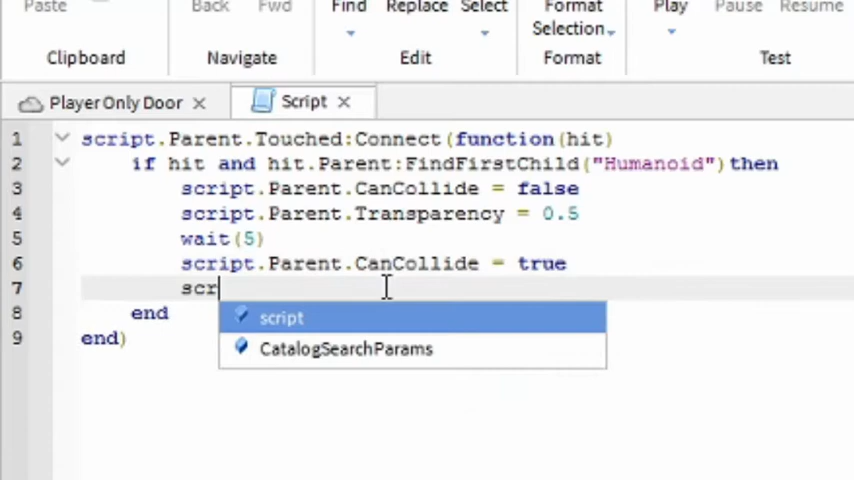 Paste Back Fwd Find Replace Select Format Play Pause Resume
Selection
Clipboard Navigate Edit Format Test
Player Only Door × Script ×
1 script.Parent.Touched:Connect(function(hit)
2 if hit and hit.Parent:FindFirstChild("Humanoid")then
3 script.Parent.CanCollide = false
4 script.Parent.Transparency = 0.5
5 wait(5)
6 script.Parent.CanCollide = true
7 scr
script
8 end
CatalogSearchParams
9 end)